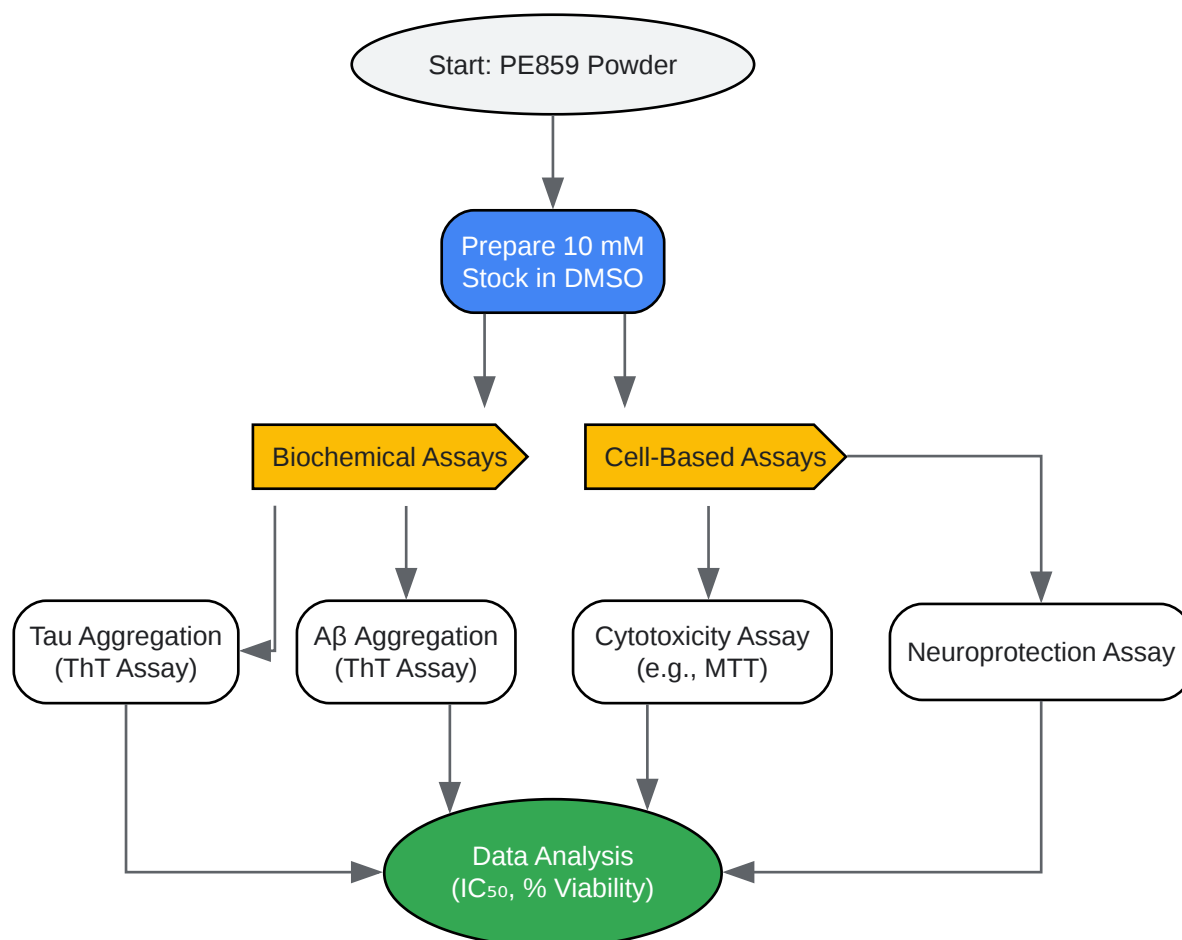 Start: PE859 Powder
Prepare 10 mM
Stock in DMSO
Biochemical Assays
Cell-Based Assays
Tau Aggregation
(ThT Assay)
Aβ Aggregation
(ThT Assay)
Cytotoxicity Assay
(e.g., MTT)
Neuroprotection Assay
Data Analysis
(IC₅₀, % Viability)